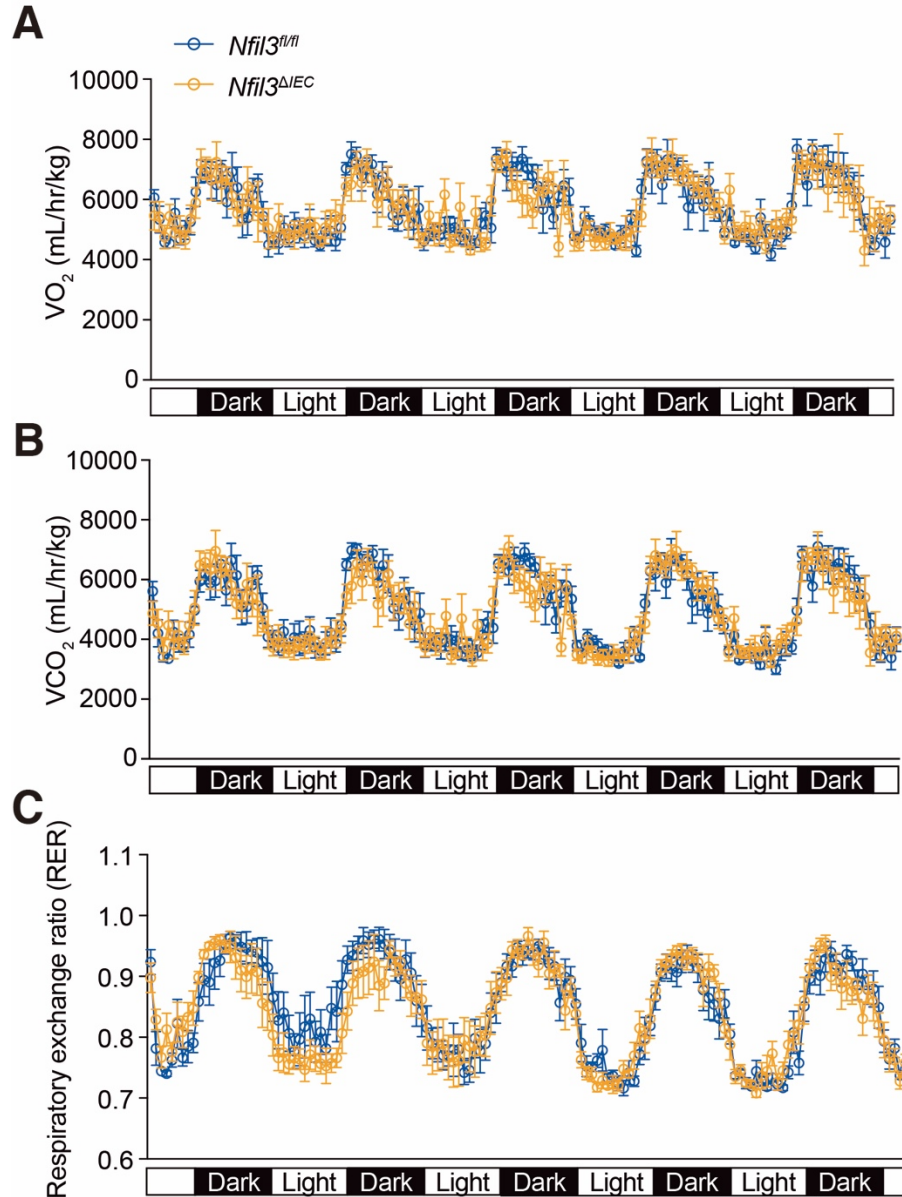 A
Nfil3fl/fl
Nfil3ΔIEC
10000
8000
6000
4000
2000
0
VO2 (mL/hr/kg)
Dark Light Dark Light Dark Light Dark Light Dark
B
10000
8000
6000
4000
2000
0
VCO2 (mL/hr/kg)
Dark Light Dark Light Dark Light Dark Light Dark
C
1.1
1.0
0.9
0.8
0.7
0.6
Respiratory exchange ratio (RER)
Dark Light Dark Light Dark Light Dark Light Dark